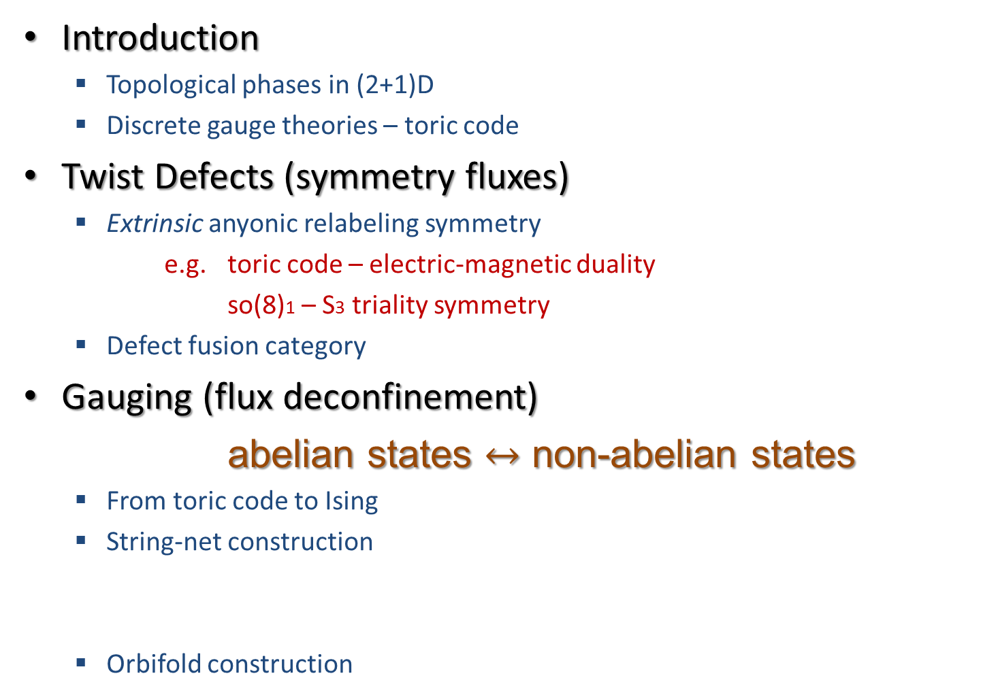 • Introduction
▪ Topological phases in (2+1)D
▪ Discrete gauge theories – toric code
• Twist Defects (symmetry fluxes)
▪ Extrinsic anyonic relabeling symmetry
e.g. toric code – electric-magnetic duality
so(8)₁ – S₃ triality symmetry
▪ Defect fusion category
• Gauging (flux deconfinement)
abelian states ↔ non-abelian states
▪ From toric code to Ising
▪ String-net construction
▪ Orbifold construction